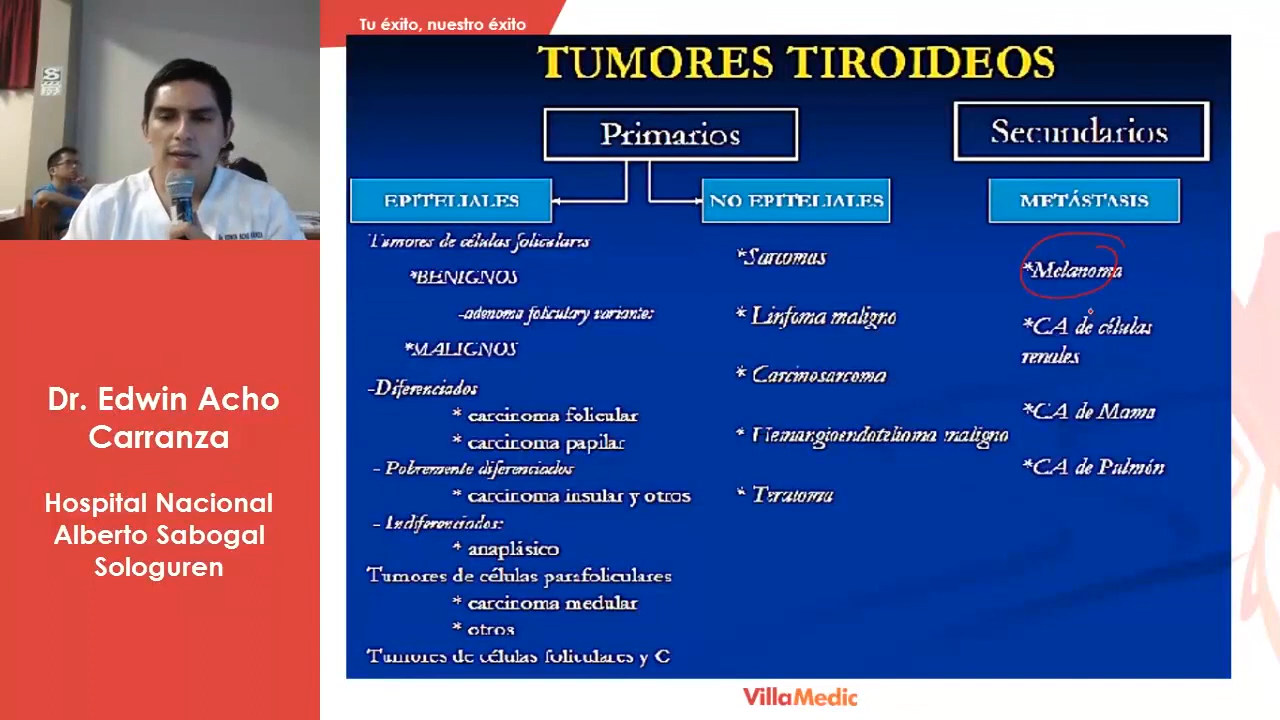 Tu éxito, nuestro éxito
TUMORES TIROIDEOS
Primarios
Secundarios
EPITELIALES
NO EPITELIALES
METÁSTASIS
Tumores de células foliculares
*BENIGNOS
-adenoma folicular y variantes
*MALIGNOS
-Diferenciados
* carcinoma folicular
* carcinoma papilar
- Pobremente diferenciados
* carcinoma insular y otros
- Indiferenciados:
* anaplásico
Tumores de células parafoliculares
* carcinoma medular
* otros
Tumores de células foliculares y C
*Sarcomas
* Linfoma maligno
* Carcinosarcoma
* Hemangioendotelioma maligno
* Teratoma
*Melanoma
*CA de células
renales
*CA de Mama
*CA de Pulmón
Dr. Edwin Acho
Carranza
Hospital Nacional
Alberto Sabogal
Sologuren
VillaMedic